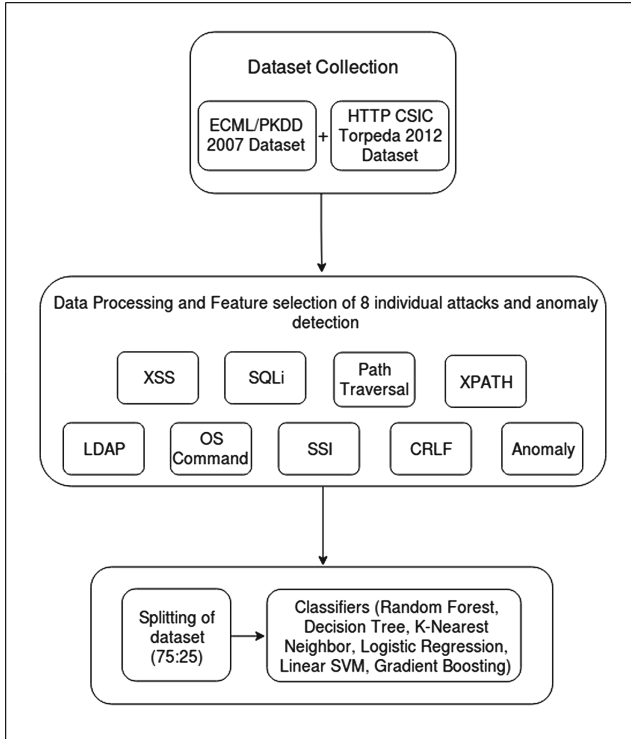 Dataset Collection
ECML/PKDD
2007 Dataset
+
HTTP CSIC
Torpeda 2012
Dataset
Data Processing and Feature selection of 8 individual attacks and anomaly
detection
XSS
SQLi
Path
Traversal
XPATH
LDAP
OS
Command
SSI
CRLF
Anomaly
Splitting of
dataset
(75:25)
Classifiers (Random Forest,
Decision Tree, K-Nearest
Neighbor, Logistic Regression,
Linear SVM, Gradient Boosting)